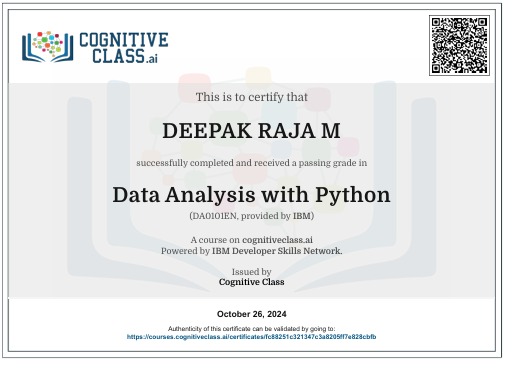 COGNITIVE
CLASS.ai
This is to certify that
DEEPAK RAJA M
successfully completed and received a passing grade in
Data Analysis with Python
(DA0101EN, provided by IBM)
A course on cognitiveclass.ai
Powered by IBM Developer Skills Network.
Issued by
Cognitive Class
October 26, 2024
Authenticity of this certificate can be validated by going to:
https://courses.cognitiveclass.ai/certificates/fc88251c321347c3a8205ff7e828cbfb